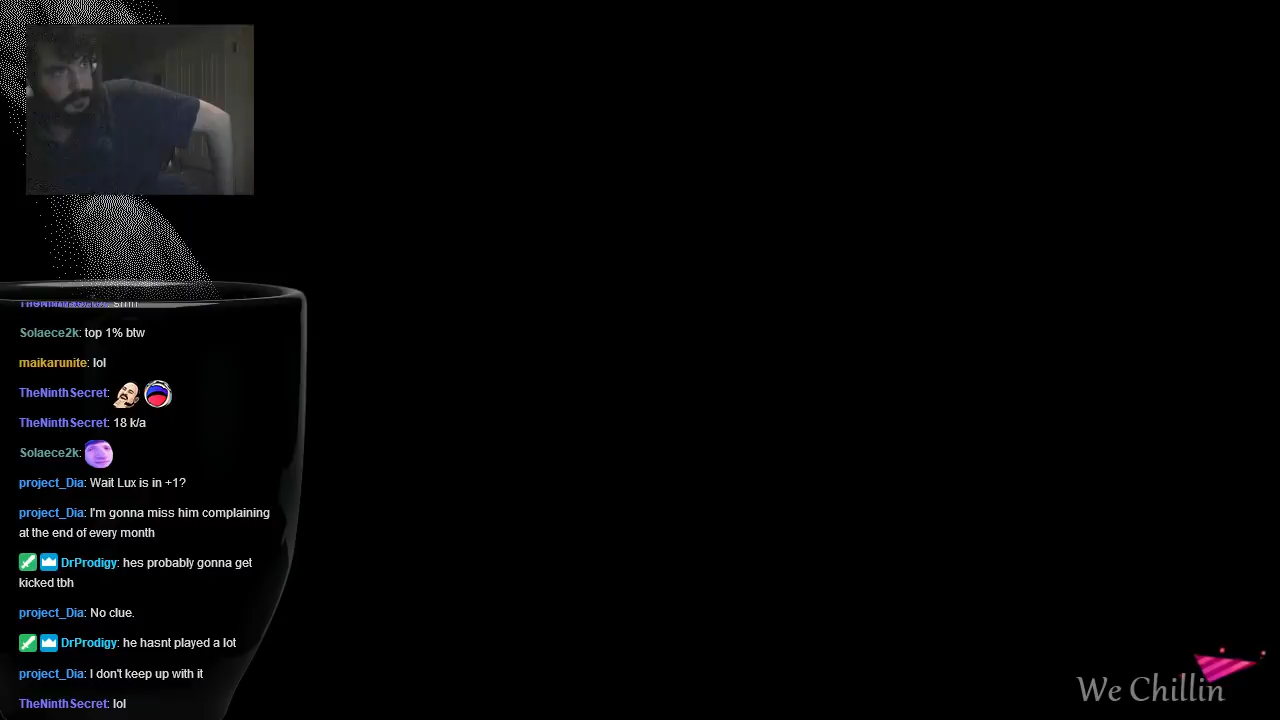 Solaece2k: top 1% btw
maikarunite: lol
TheNinthSecret:
TheNinthSecret: 18 k/a
Solaece2k:
project_Dia: Wait Lux is in +1?
project_Dia: I'm gonna miss him complaining
at the end of every month
DrProdigy: hes probably gonna get
kicked tbh
project_Dia: No clue.
DrProdigy: he hasnt played a lot
project_Dia: I don't keep up with it
TheNinthSecret: lol
We Chillin